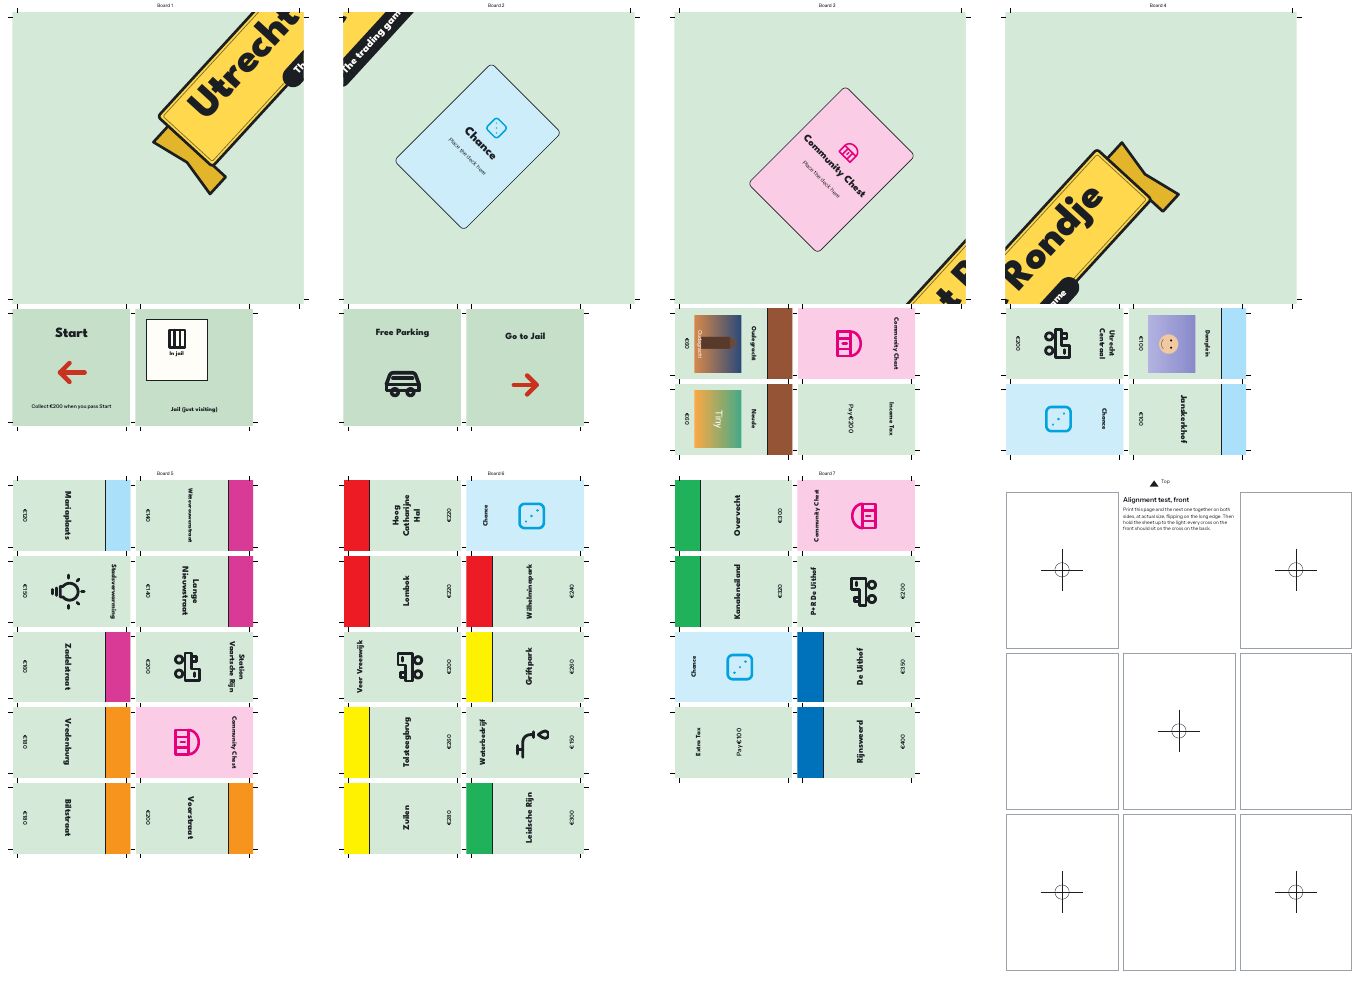 Board 1
Utrecht
Th
Board 2
The trading gam
Chance
Place the deck here
Board 3
Community Chest
Place the deck here
t R
Board 4
Rondje
me
Start
Collect €200 when you pass Start
In jail
Jail (just visiting)
Free Parking
Go to Jail
Oudegracht
Oudegracht
€60
Community Chest
Neude
Tiny
€60
Income Tax
Pay €200
Utrecht
Centraal
€200
Domplein
€100
Chance
Janskerkhof
€100
Board 5
Mariaplaats
€120
Wittevrouwenstraat
€140
Stadsverwarming
€150
Lange
Nieuwstraat
€140
Zadelstraat
€160
Station
Vaartsche Rijn
€200
Vredenburg
€180
Community Chest
Biltstraat
€180
Voorstraat
€200
Board 6
Hoog
Catharijne
Hal
€220
Chance
Lombok
€220
Wilhelminapark
€240
Veer Vreeswijk
€200
Griftpark
€260
Tolsteegbrug
€260
Waterbedrijf
€150
Zuilen
€280
Leidsche Rijn
€300
Board 7
Overvecht
€300
Community Chest
Kanaleneiland
€320
P+R De Uithof
€200
Chance
De Uithof
€350
Extra Tax
Pay €100
Rijnsweerd
€400
Top
Alignment test, front
Print this page and the next one together on both
sides, at actual size, flipping on the long edge. Then
hold the sheet up to the light: every cross on the
front should sit on the cross on the back.